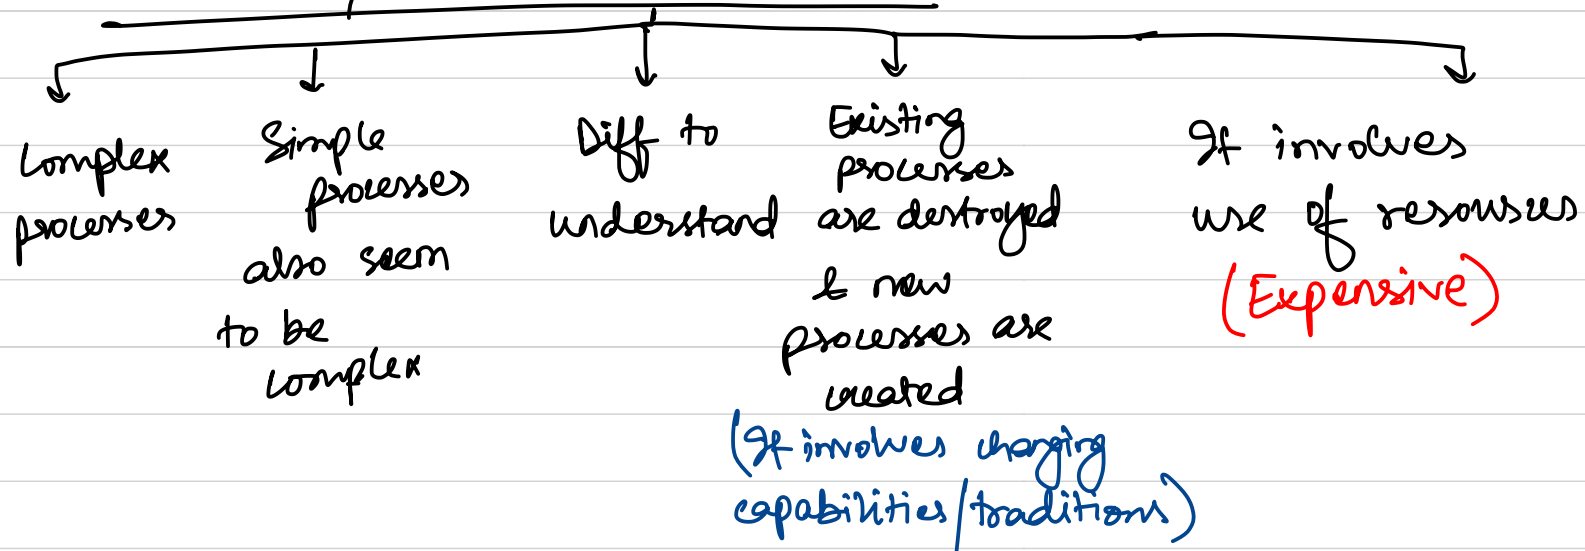 Complex
processes
Simple
processes
also seem
to be
complex
Diff to
understand
Existing
processes
are destroyed
& new
processes are
created
(It involves changing
capabilities/traditions)
It involves
use of resources
(Expensive)